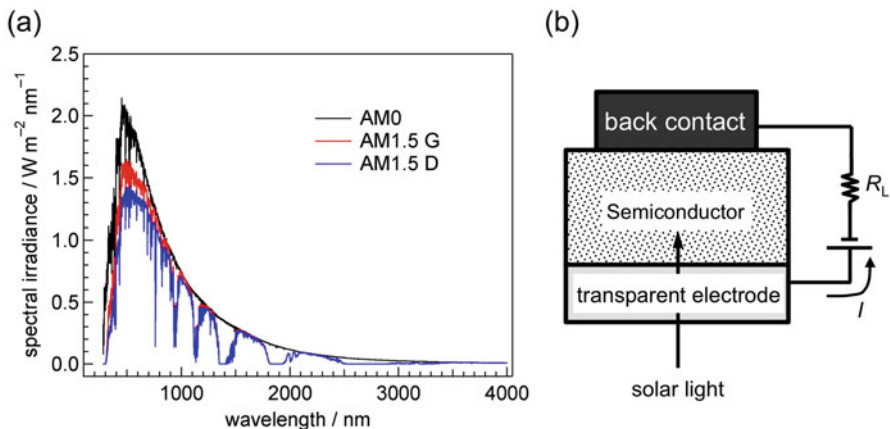 (a)
2.5
2.0
1.5
1.0
0.5
0.0
spectral irradiance / W m⁻² nm⁻¹
AM0
AM1.5 G
AM1.5 D
1000
2000
3000
4000
wavelength / nm
(b)
back contact
Semiconductor
transparent electrode
solar light
R_L
I